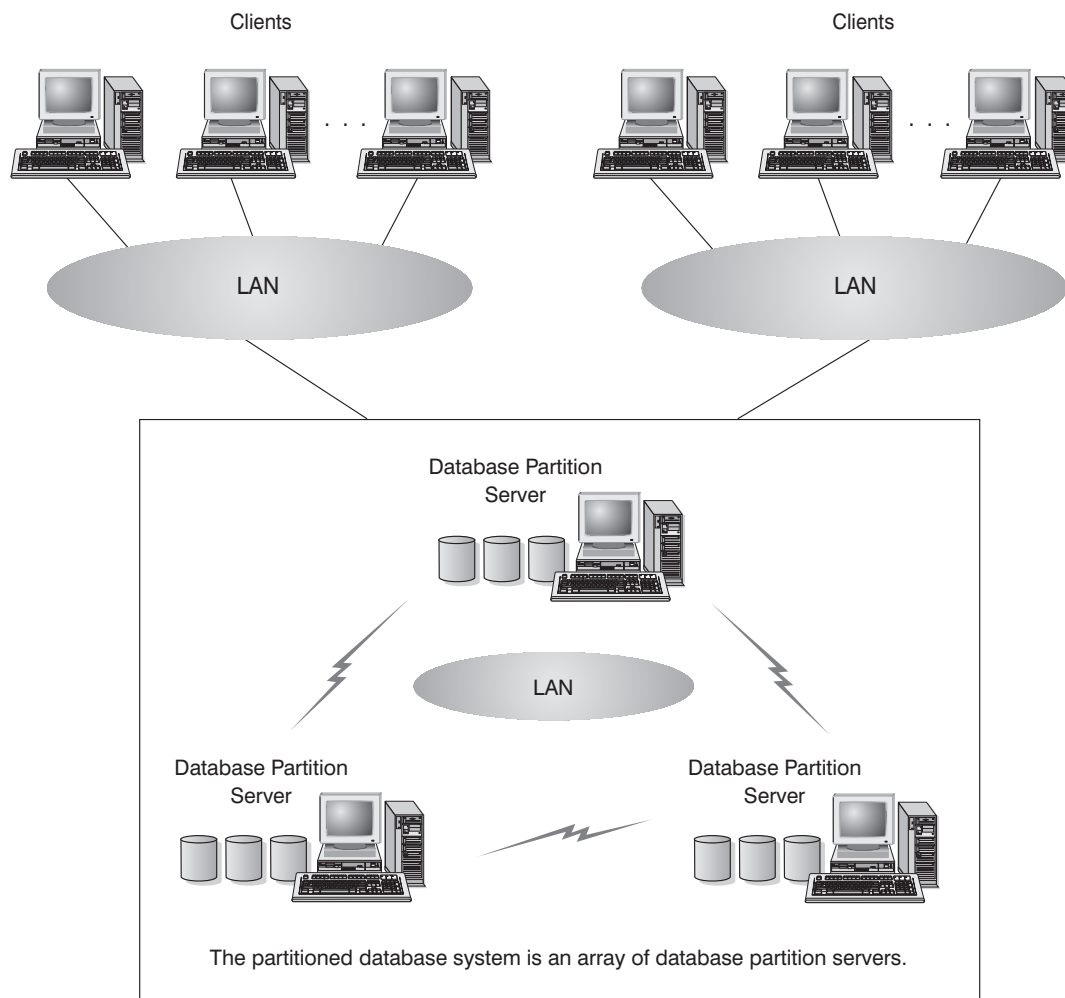 Clients
Clients
. . .
. . .
LAN
LAN
Database Partition
Server
LAN
Database Partition
Server
Database Partition
Server
The partitioned database system is an array of database partition servers.